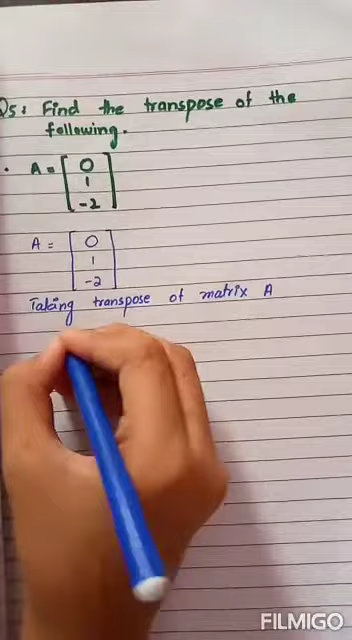 Q5: Find the transpose of the
following.
A = [ 0
1
-2 ]
A = [ 0
1
-2 ]
Taking transpose of matrix A
FILMIGO